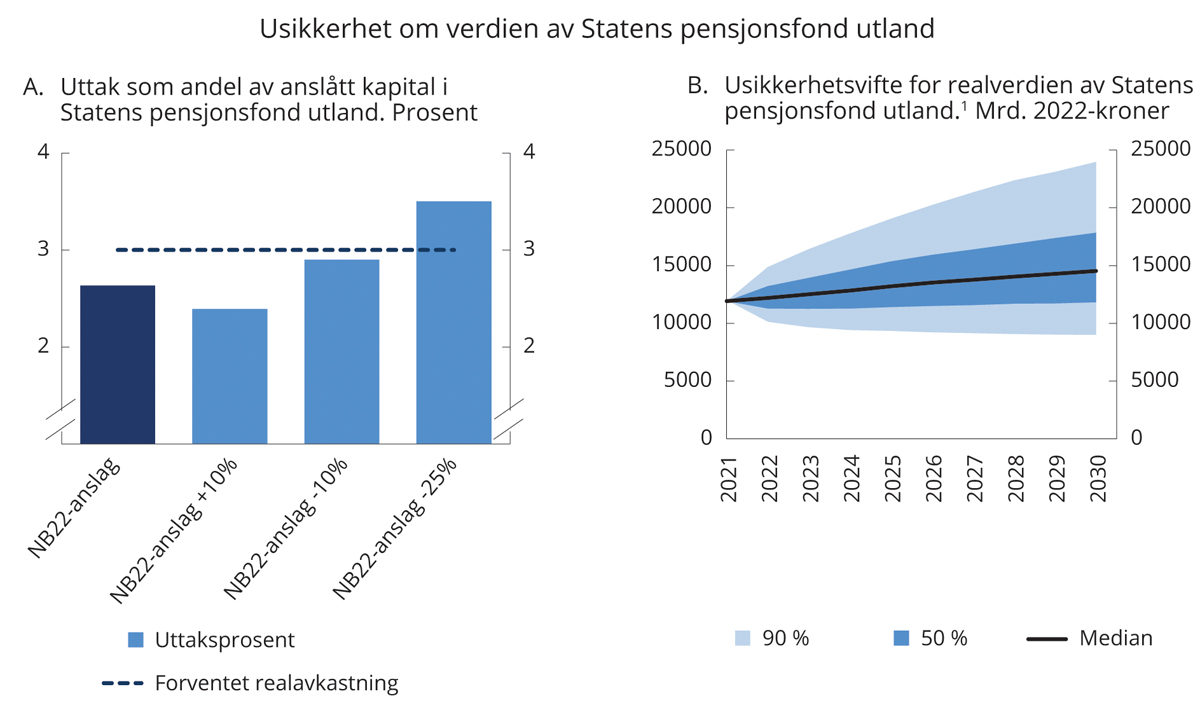 Usikkerhet om verdien av Statens pensjonsfond utland
A. Uttak som andel av anslått kapital i
Statens pensjonsfond utland. Prosent
4
4
3
3
2
2
NB22-anslag
NB22-anslag +10%
NB22-anslag -10%
NB22-anslag -25%
Uttaksprosent
Forventet realavkastning
B. Usikkerhetsvifte for realverdien av Statens
pensjonsfond utland.¹ Mrd. 2022-kroner
25000
25000
20000
20000
15000
15000
10000
10000
5000
5000
0
0
2021
2022
2023
2024
2025
2026
2027
2028
2029
2030
90 %
50 %
Median